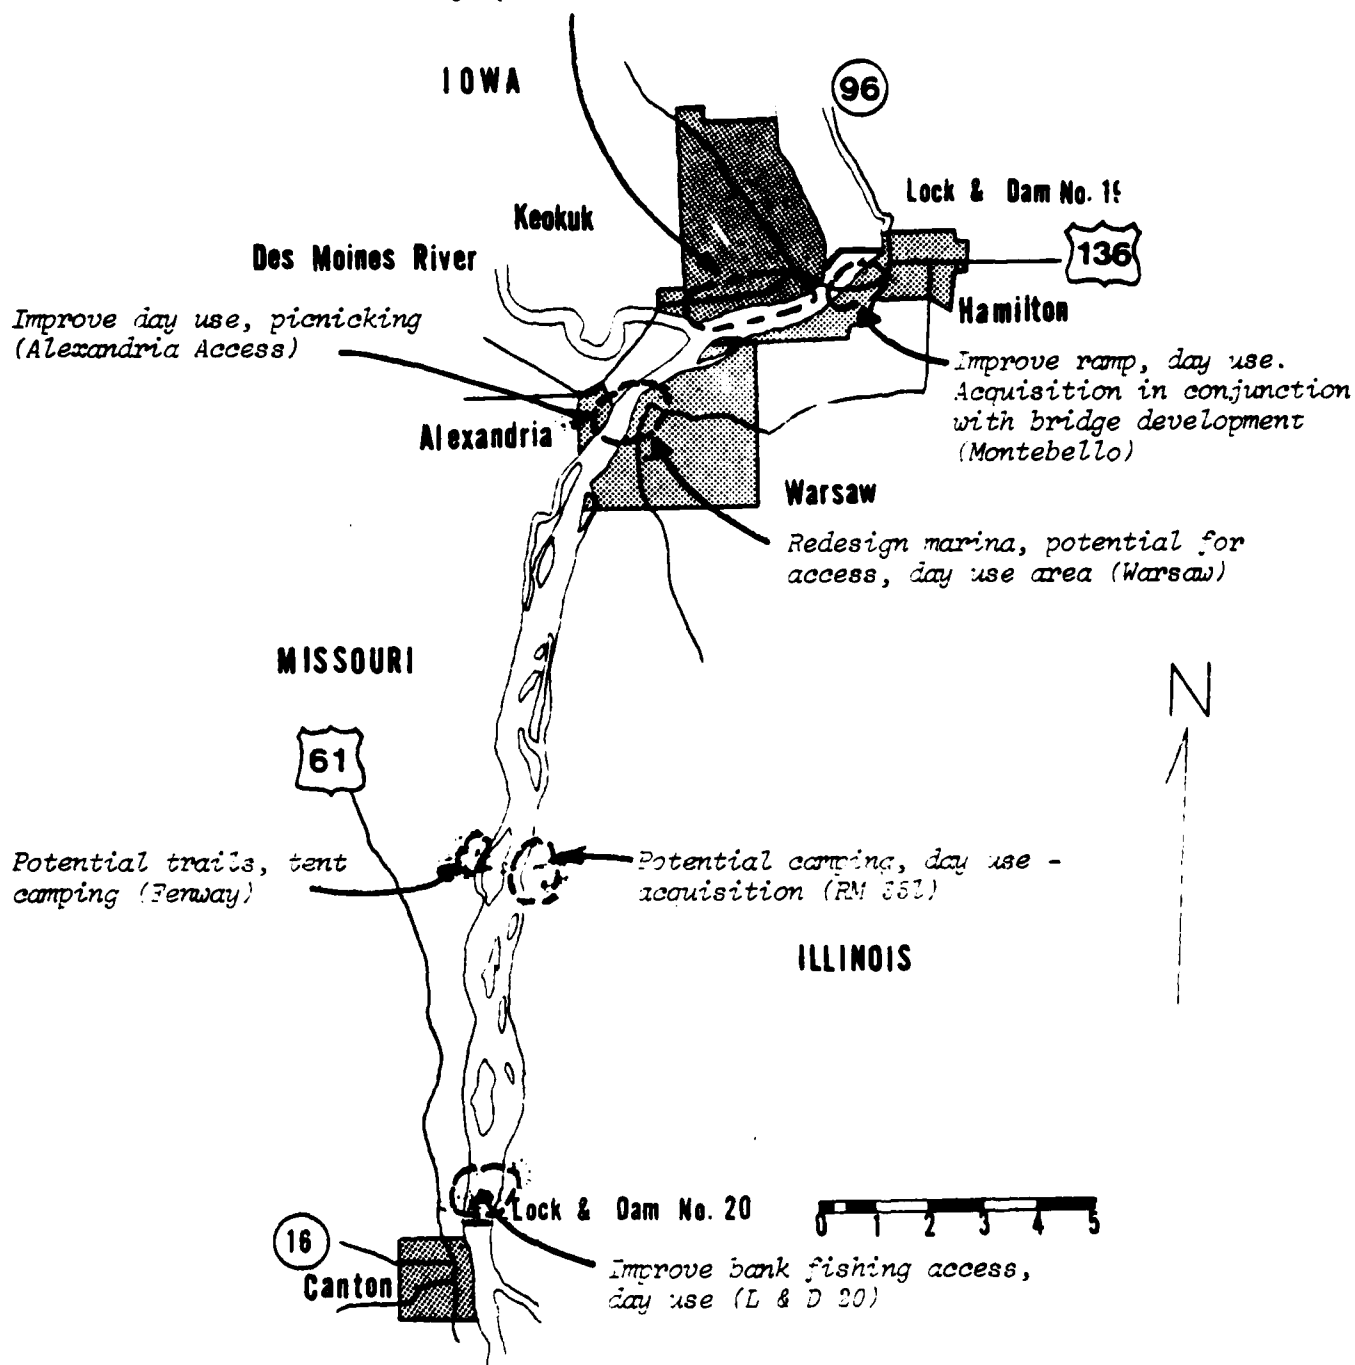 IOWA
96
Lock & Dam No. 19
Keokuk
136
Des Moines River
Hamilton
Improve day use, picnicking
(Alexandria Access)
Improve ramp, day use.
Acquisition in conjunction
with bridge development
(Montebello)
Alexandria
Warsaw
Redesign marina, potential for
access, day use area (Warsaw)
MISSOURI
N
61
Potential trails, tent
camping (Fenway)
Potential camping, day use -
acquisition (RM
ILLINOIS
Lock & Dam No. 20
0 1 2 3 4 5
16
Canton
Improve bank fishing access,
day use (L & D 20)